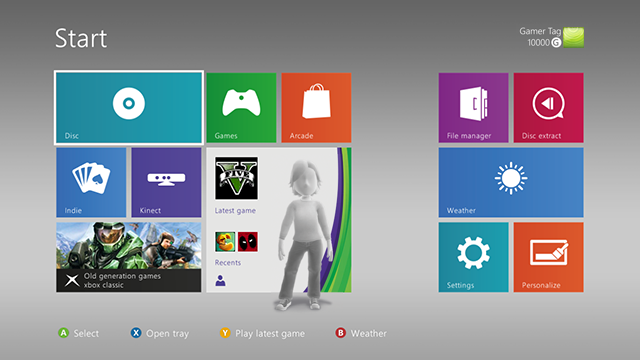 Start
Gamer Tag
10000 G
Disc
Games
Arcade
File manager
Disc extract
Indie
Kinect
V
FIVE
Latest game
Recents
Weather
Old generation games
xbox classic
Settings
Personalize
A Select
X Open tray
Y Play latest game
B Weather